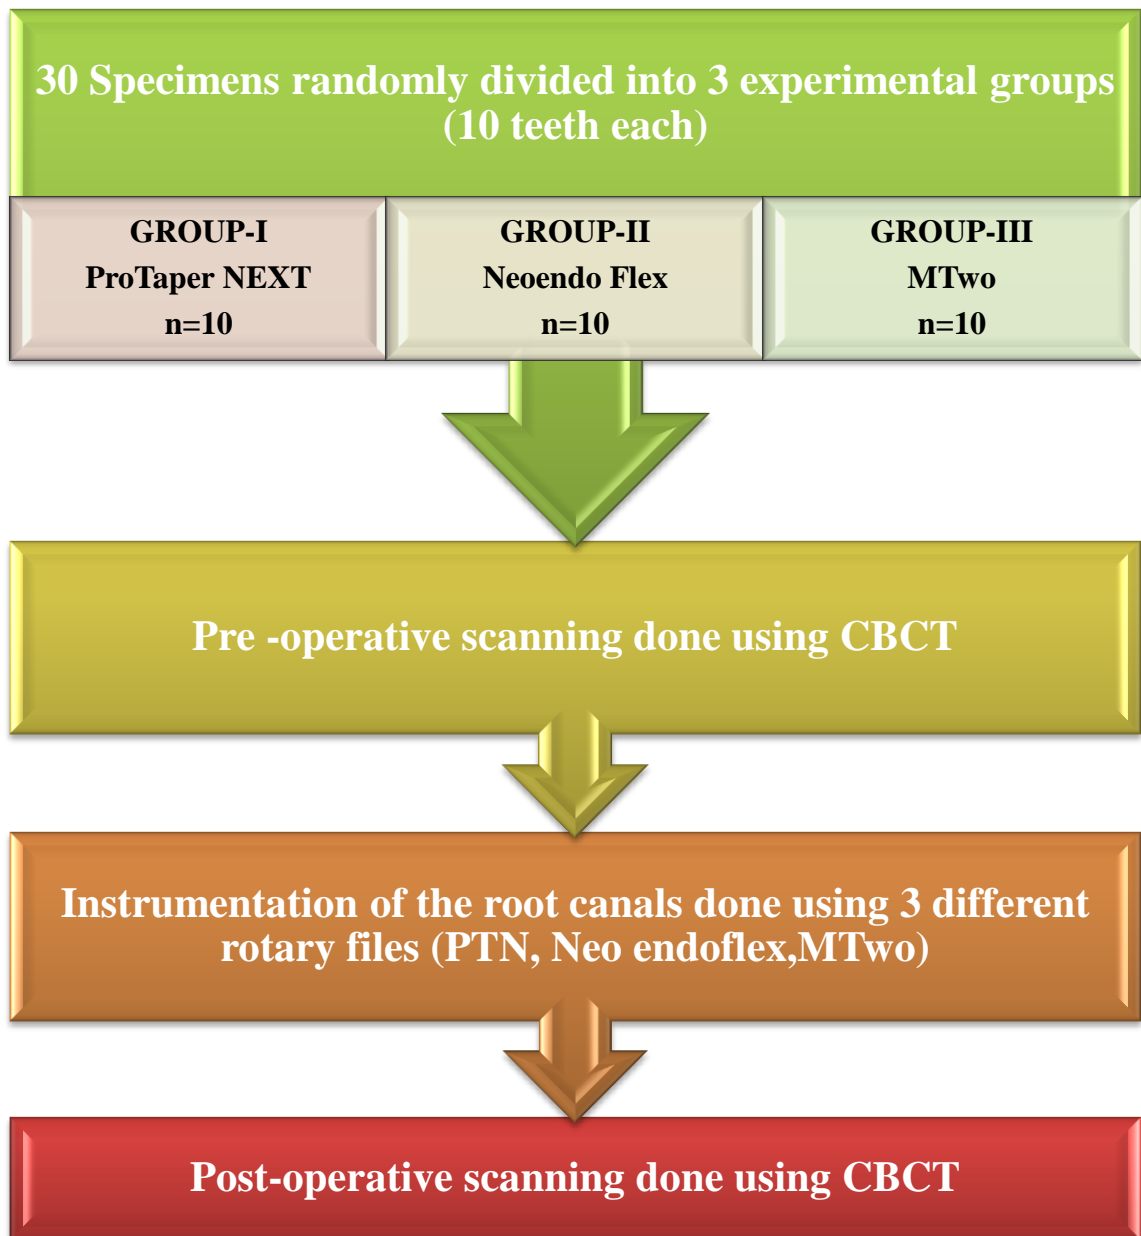 30 Specimens randomly divided into 3 experimental groups
(10 teeth each)
GROUP-I
ProTaper NEXT
n=10
GROUP-II
Neoendo Flex
n=10
GROUP-III
MTwo
n=10
Pre -operative scanning done using CBCT
Instrumentation of the root canals done using 3 different
rotary files (PTN, Neo endoflex,MTwo)
Post-operative scanning done using CBCT